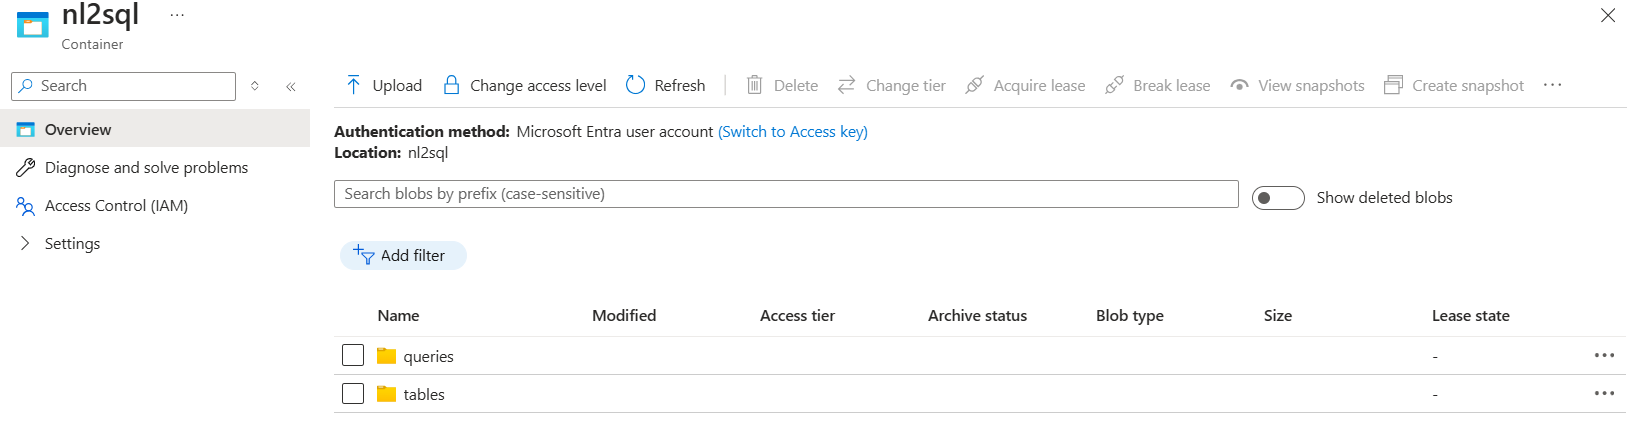 nl2sql ...
Container
Search
Overview
Diagnose and solve problems
Access Control (IAM)
Settings
Upload Change access level Refresh Delete Change tier Acquire lease Break lease View snapshots Create snapshot ...
Authentication method: Microsoft Entra user account (Switch to Access key)
Location: nl2sql
Search blobs by prefix (case-sensitive)
Show deleted blobs
Add filter
Name Modified Access tier Archive status Blob type Size Lease state
queries - ...
tables - ...